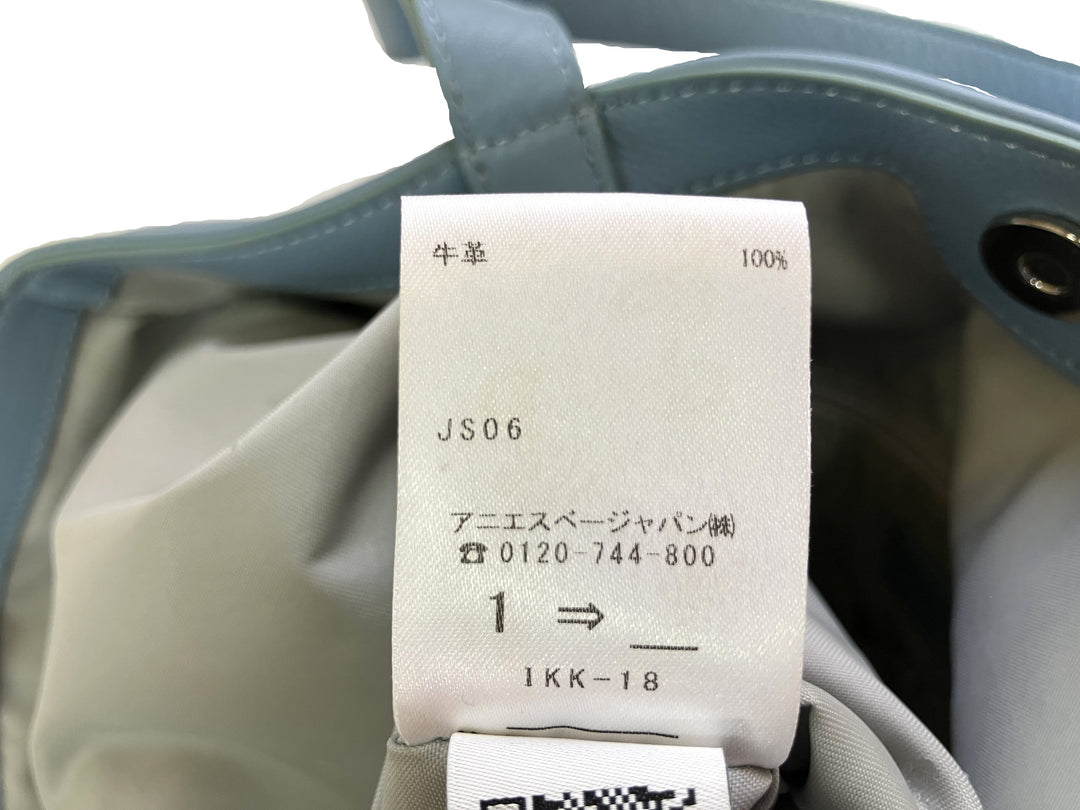 牛革 100%
JS06
アニエスベージャパン㈱
☎0120-744-800
1 ⇒
IKK-18